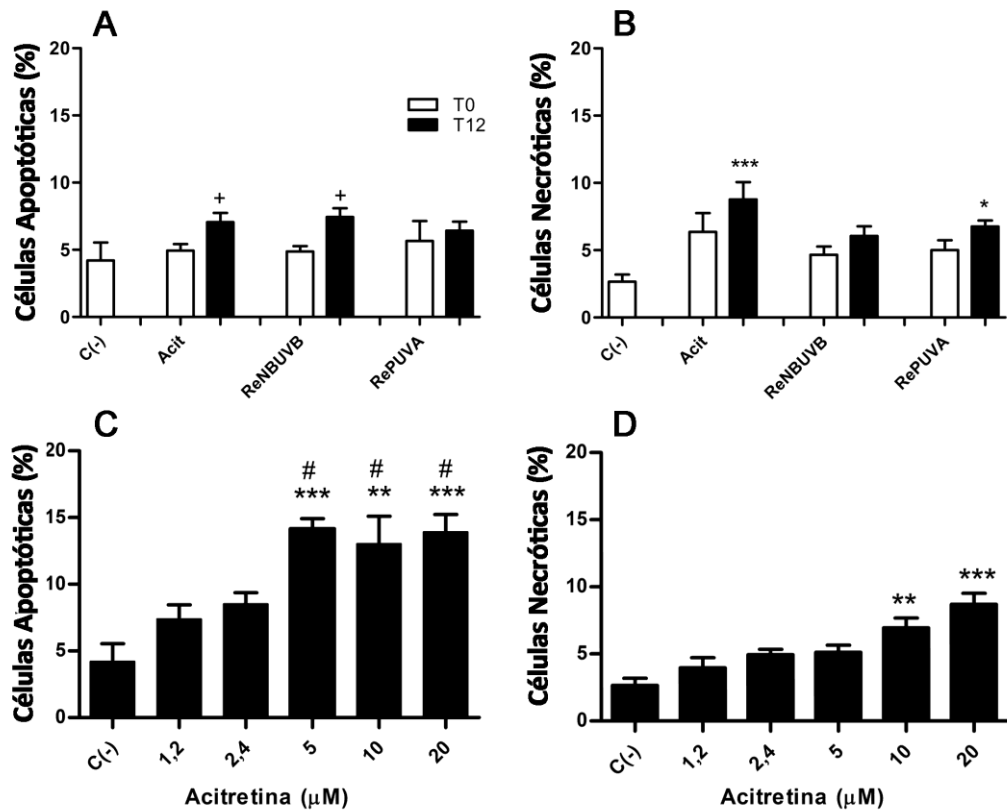 A
Células Apoptóticas (%)
20
15
10
5
0
T0
T12
+
+
C(-)
Acit
ReNBUVB
RePUVA
B
Células Necróticas (%)
20
15
10
5
0
***
*
C(-)
Acit
ReNBUVB
RePUVA
C
Células Apoptóticas (%)
20
15
10
5
0
# # #
*** ** ***
C(-)
1,2
2,4
5
10
20
Acitretina (μM)
D
Células Necróticas (%)
20
15
10
5
0
**
***
C(-)
1,2
2,4
5
10
20
Acitretina (μM)